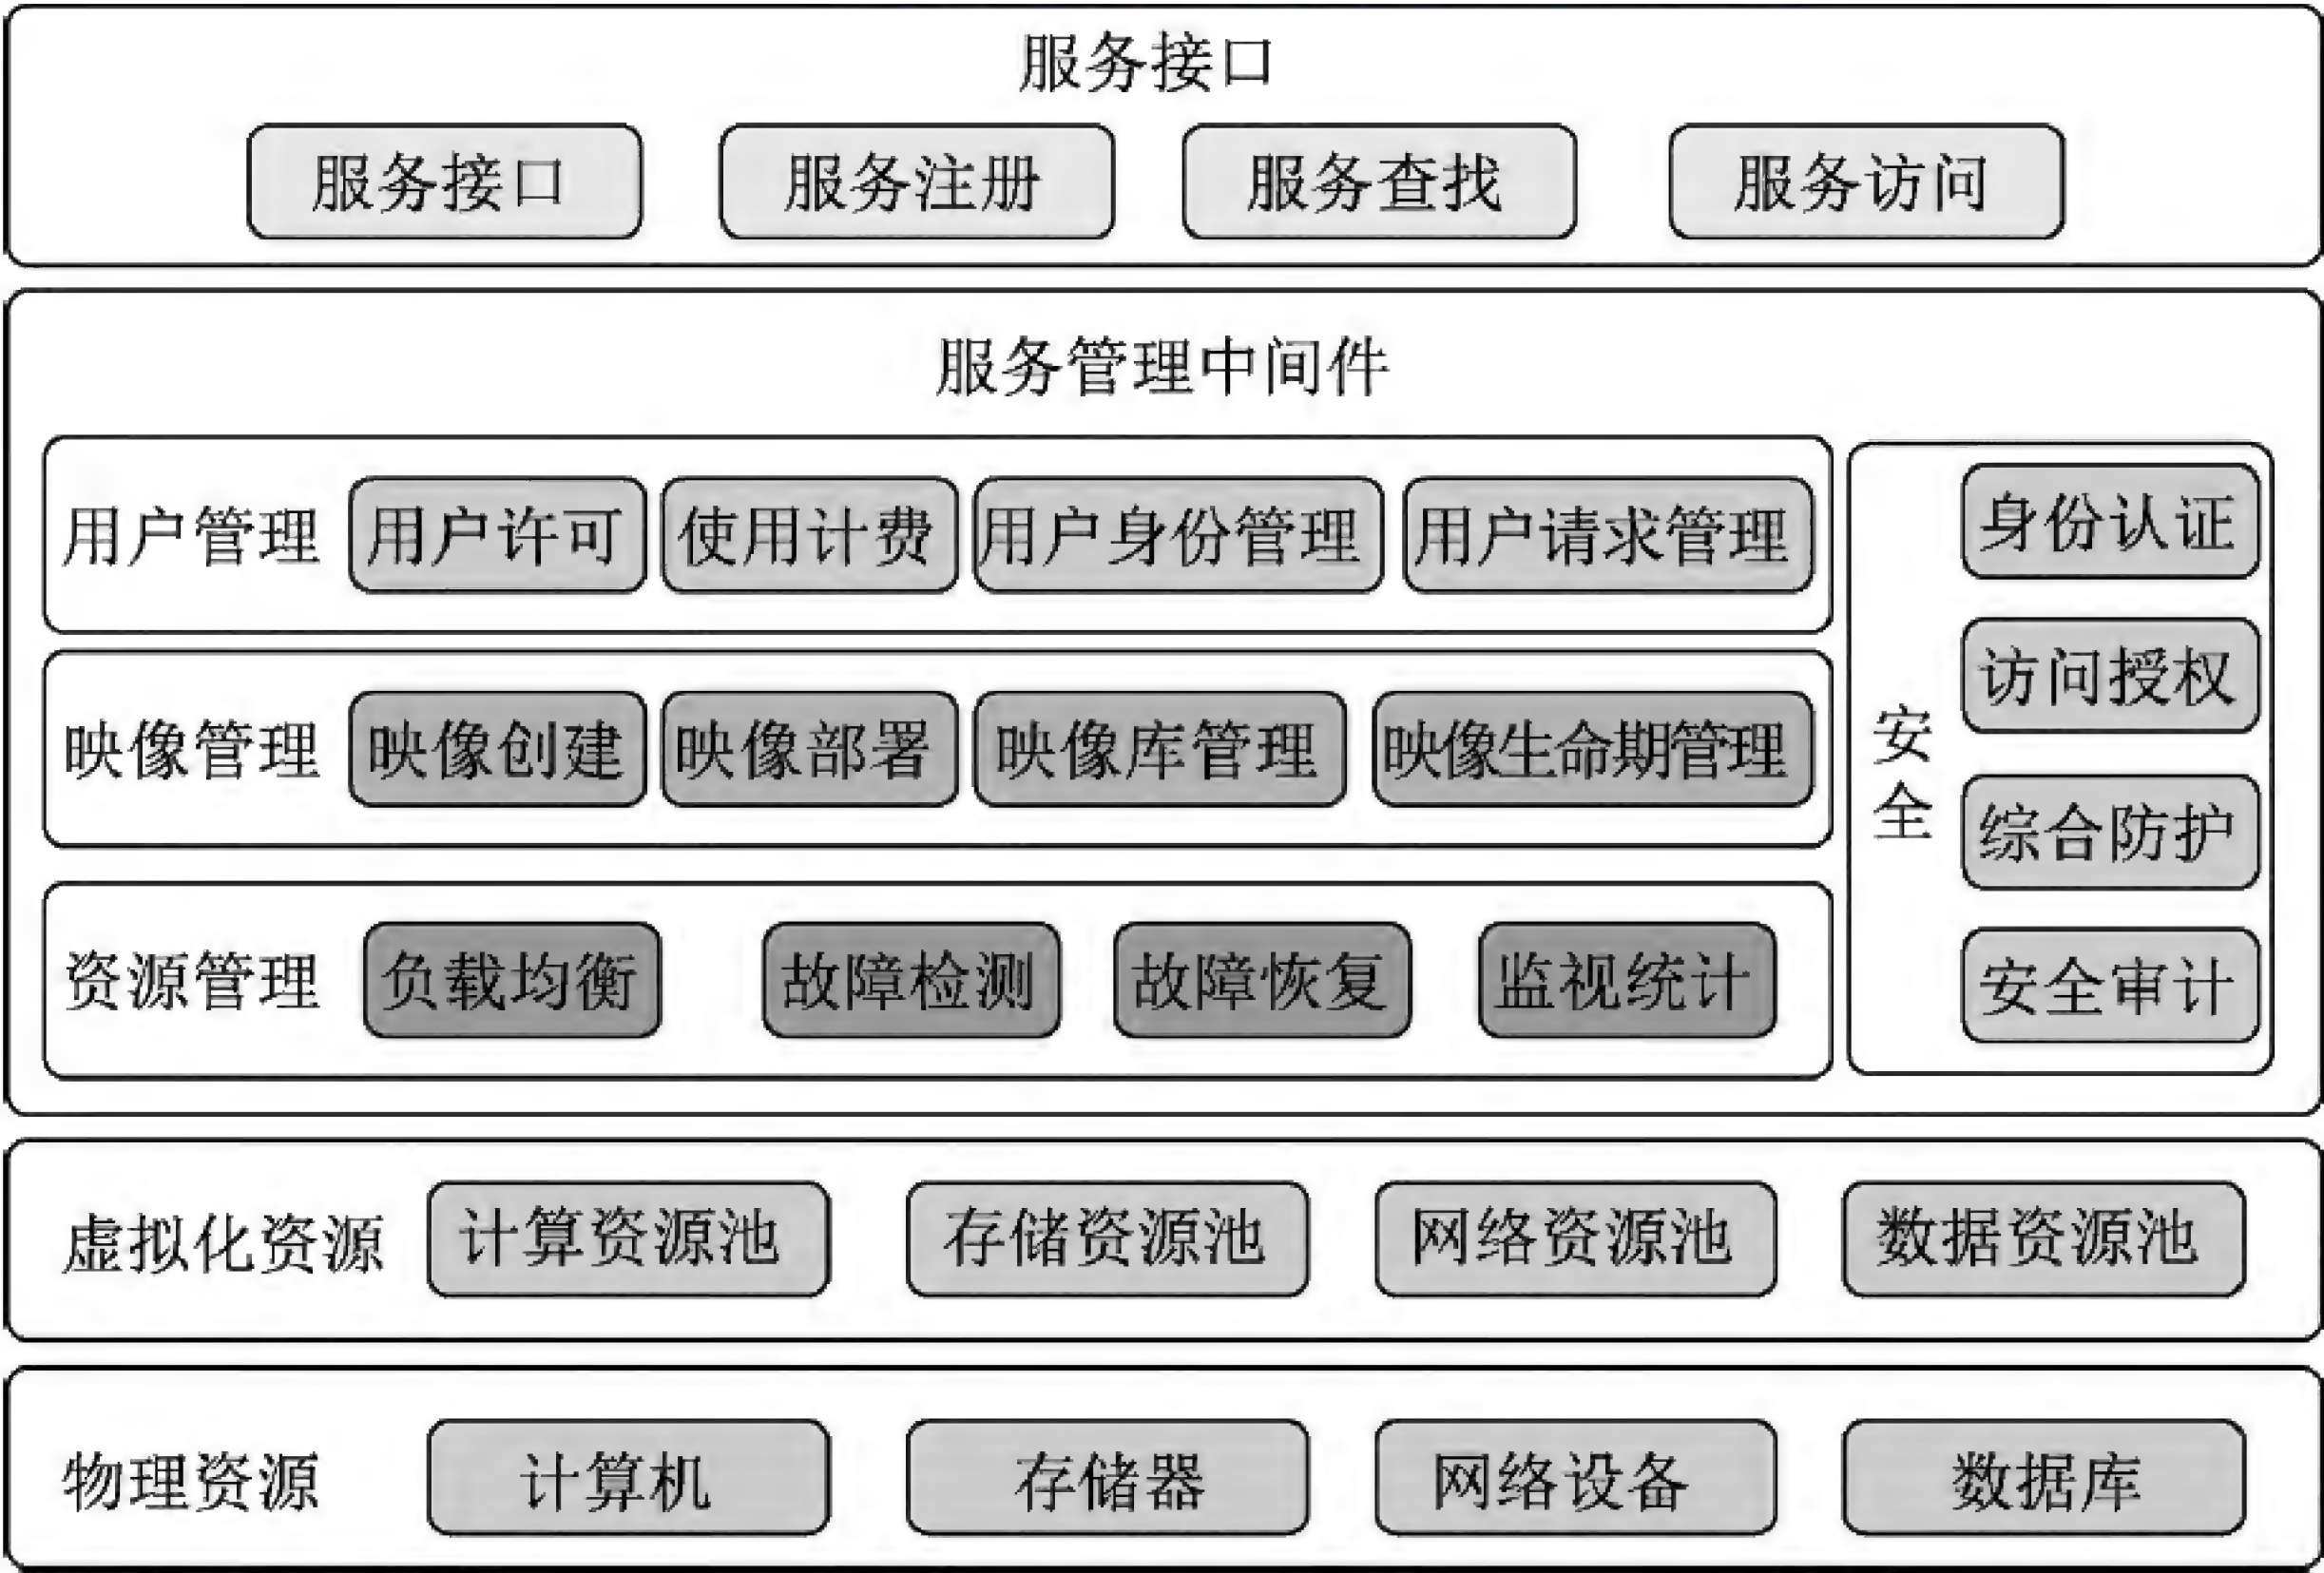 服务接口
服务接口 服务注册 服务查找 服务访问
服务管理中间件
用户管理 用户许可 使用计费 用户身份管理 用户请求管理
映像管理 映像创建 映像部署 映像库管理 映像生命期管理
资源管理 负载均衡 故障检测 故障恢复 监视统计
安全
身份认证
访问授权
综合防护
安全审计
虚拟化资源 计算资源池 存储资源池 网络资源池 数据资源池
物理资源 计算机 存储器 网络设备 数据库